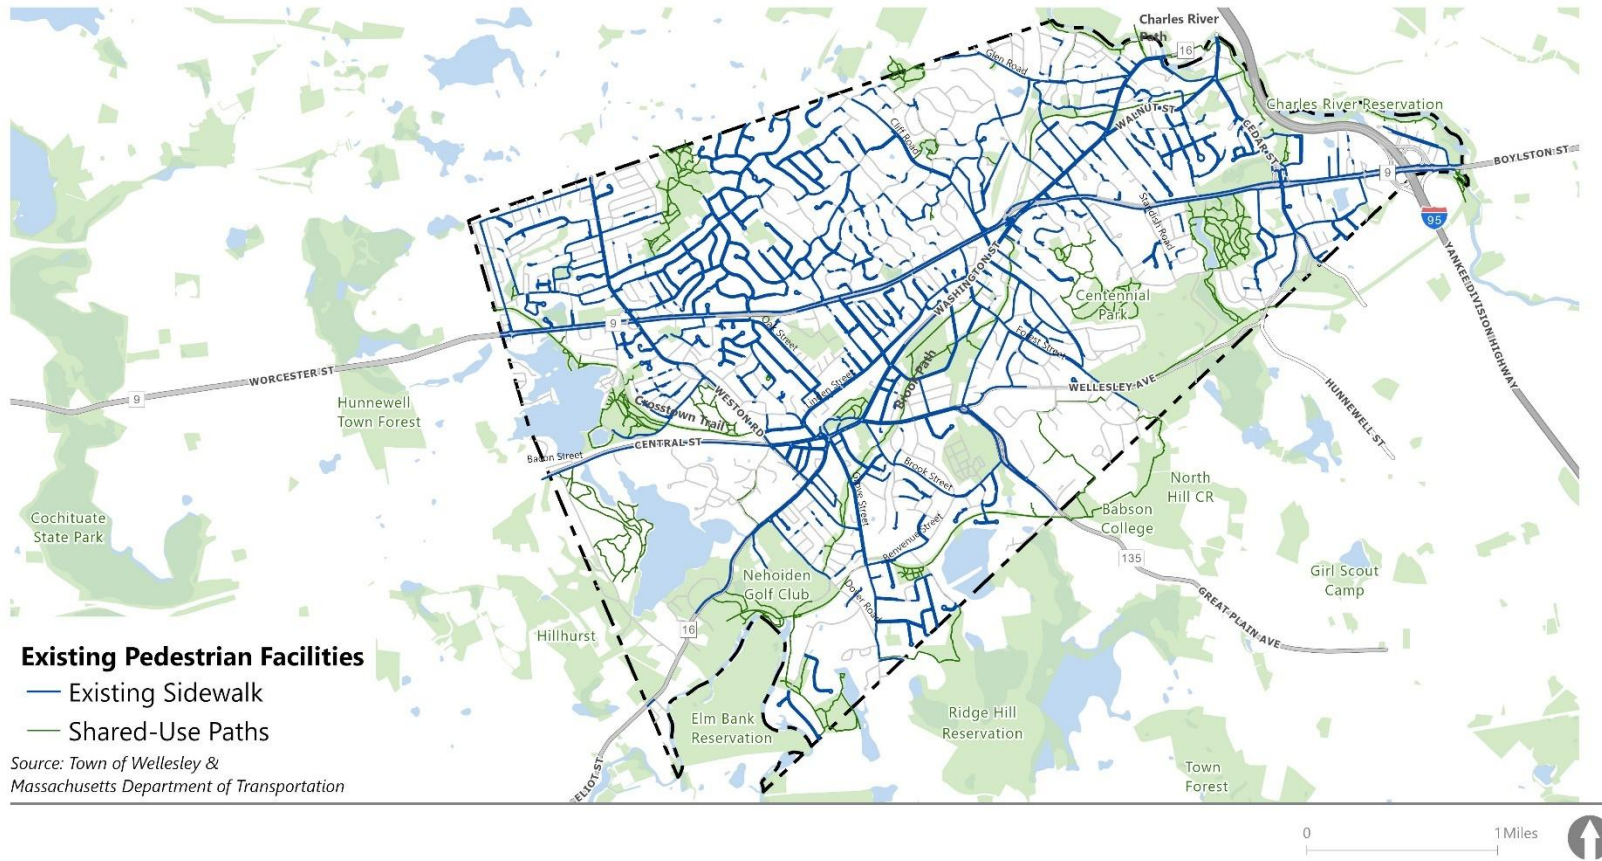 Charles River
Path
16
Glen Road
Charles River Reservation
WALNUT ST
CEDAR ST
Cliff Road
BOYLSTON ST
9
95
Standish Road
YANKEE DIVISION HIGHWAY
WASHINGTON ST
Centennial
Park
9
Oak Street
Forest Street
WORCESTER ST
9
Hunnewell
Town Forest
Linden Street
Brook Path
WELLESLEY AVE
HUNNEWELL ST
WESTON RD
Crosstown Trail
CENTRAL ST
Bacon Street
Brook Street
Grove Street
North
Hill CR
Babson
College
Cochituate
State Park
Benvenue Street
135
Nehoiden
Golf Club
Dover Road
Girl Scout
Camp
GREAT PLAIN AVE
Hillhurst
16
Existing Pedestrian Facilities
Existing Sidewalk
Shared-Use Paths
Source: Town of Wellesley &
Massachusetts Department of Transportation
Elm Bank
Reservation
Ridge Hill
Reservation
ELIOT ST
Town
Forest
0
1 Miles